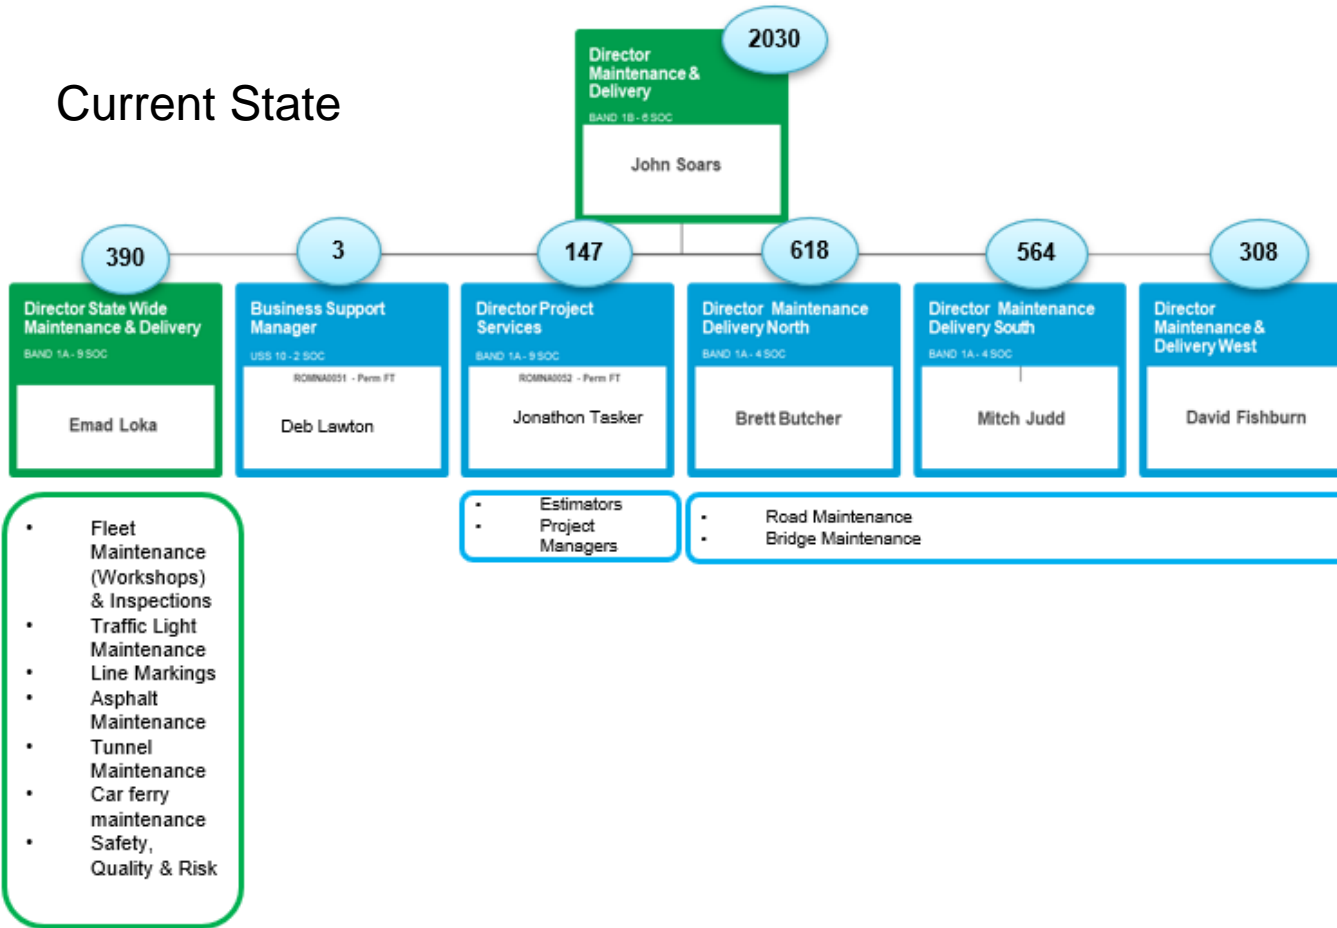 Current State
2030
Director
Maintenance &
Delivery
BAND 1B - 6 SOC
John Soars
390
3
147
618
564
308
Director State Wide
Maintenance & Delivery
BAND 1A - 9 SOC
Emad Loka
Business Support
Manager
USS 10 - 2 SOC
ROMNA0051 - Perm FT
Deb Lawton
Director Project
Services
BAND 1A - 9 SOC
ROMNA0052 - Perm FT
Jonathon Tasker
Director Maintenance
Delivery North
BAND 1A - 4 SOC
Brett Butcher
Director Maintenance
Delivery South
BAND 1A - 4 SOC
Mitch Judd
Director
Maintenance &
Delivery West
David Fishburn
• Fleet
Maintenance
(Workshops)
& Inspections
• Traffic Light
Maintenance
• Line Markings
• Asphalt
Maintenance
• Tunnel
Maintenance
• Car ferry
maintenance
• Safety,
Quality & Risk
• Estimators
• Project
Managers
• Road Maintenance
• Bridge Maintenance